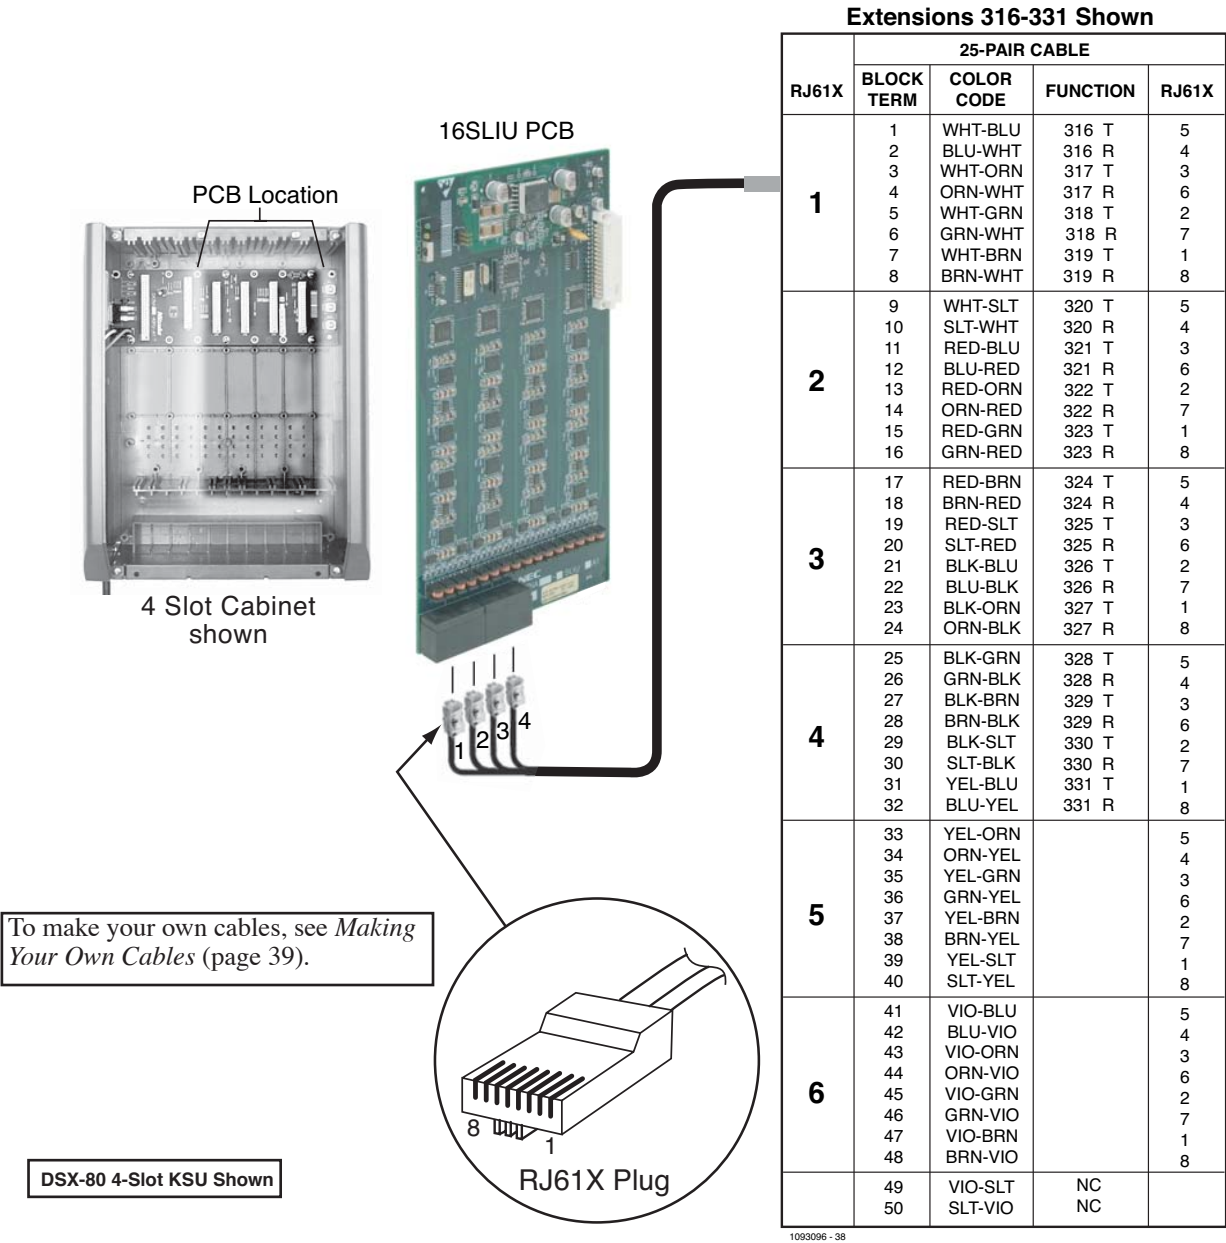 Extensions 316-331 Shown
25-PAIR CABLE
RJ61X BLOCK TERM COLOR CODE FUNCTION RJ61X
1
1 WHT-BLU 316 T 5
2 BLU-WHT 316 R 4
3 WHT-ORN 317 T 3
4 ORN-WHT 317 R 6
5 WHT-GRN 318 T 2
6 GRN-WHT 318 R 7
7 WHT-BRN 319 T 1
8 BRN-WHT 319 R 8
2
9 WHT-SLT 320 T 5
10 SLT-WHT 320 R 4
11 RED-BLU 321 T 3
12 BLU-RED 321 R 6
13 RED-ORN 322 T 2
14 ORN-RED 322 R 7
15 RED-GRN 323 T 1
16 GRN-RED 323 R 8
3
17 RED-BRN 324 T 5
18 BRN-RED 324 R 4
19 RED-SLT 325 T 3
20 SLT-RED 325 R 6
21 BLK-BLU 326 T 2
22 BLU-BLK 326 R 7
23 BLK-ORN 327 T 1
24 ORN-BLK 327 R 8
4
25 BLK-GRN 328 T 5
26 GRN-BLK 328 R 4
27 BLK-BRN 329 T 3
28 BRN-BLK 329 R 6
29 BLK-SLT 330 T 2
30 SLT-BLK 330 R 7
31 YEL-BLU 331 T 1
32 BLU-YEL 331 R 8
5
33 YEL-ORN 5
34 ORN-YEL 4
35 YEL-GRN 3
36 GRN-YEL 6
37 YEL-BRN 2
38 BRN-YEL 7
39 YEL-SLT 1
40 SLT-YEL 8
6
41 VIO-BLU 5
42 BLU-VIO 4
43 VIO-ORN 3
44 ORN-VIO 6
45 VIO-GRN 2
46 GRN-VIO 7
47 VIO-BRN 1
48 BRN-VIO 8
49 VIO-SLT NC
50 SLT-VIO NC
1093096 - 38
16SLIU PCB
PCB Location
4 Slot Cabinet
shown
NEC
1 2 3 4
To make your own cables, see Making
Your Own Cables (page 39).
8
1
RJ61X Plug
DSX-80 4-Slot KSU Shown